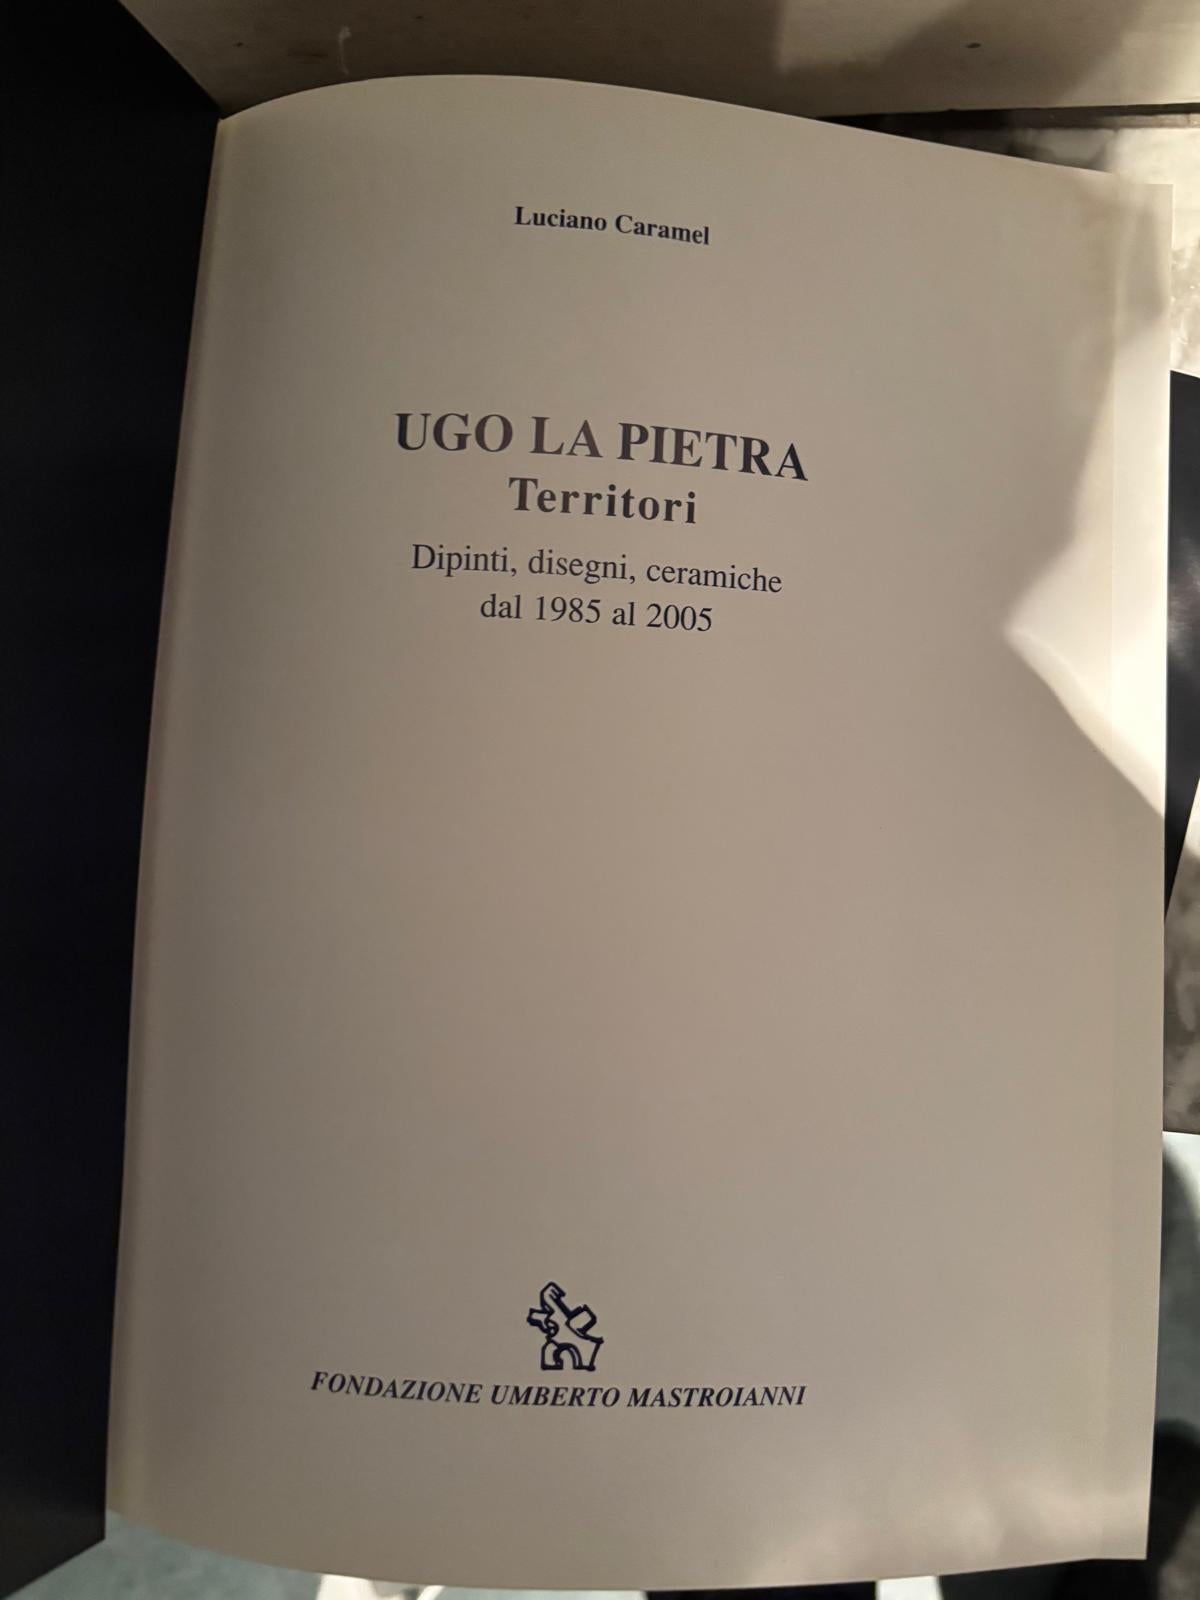 Luciano Caramel
UGO LA PIETRA
Territori
Dipinti, disegni, ceramiche
dal 1985 al 2005
FONDAZIONE UMBERTO MASTROIANNI